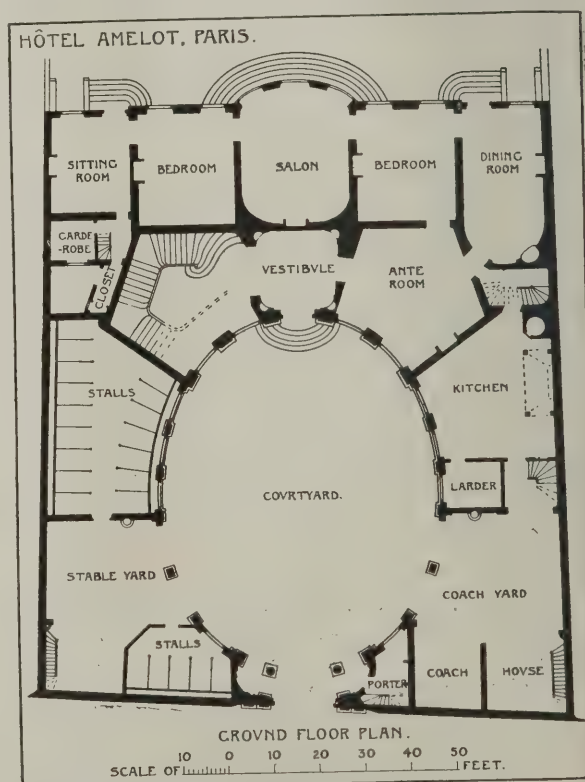 HÔTEL AMELOT, PARIS.
SITTING
ROOM
BEDROOM
SALON
BEDROOM
DINING
ROOM
GARDE
-ROBE
CLOSET
VESTIBVLE
ANTE
ROOM
STALLS
KITCHEN
LARDER
COVRTYARD.
STABLE YARD
COACH YARD
STALLS
PORTER
COACH
HOVSE
GROVND FLOOR PLAN.
10 0 10 20 30 40 50
SCALE OF FEET.